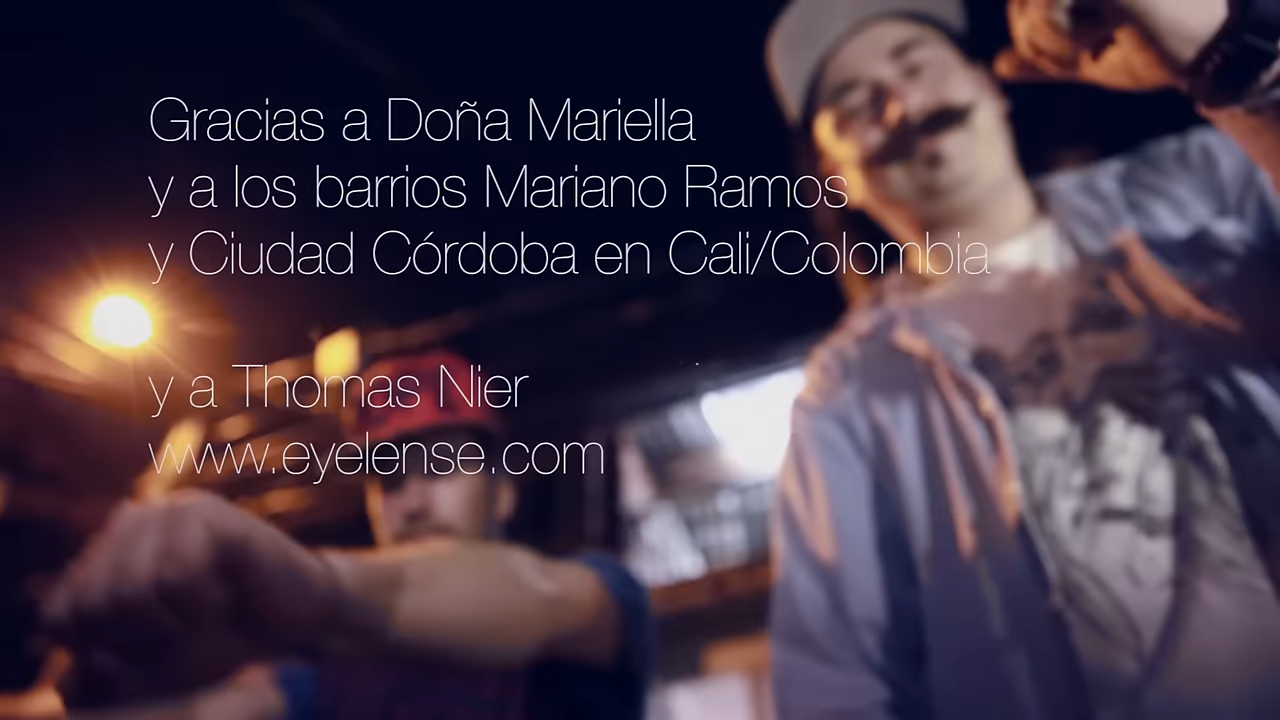 Gracias a Doña Mariella
y a los barrios Mariano Ramos
y Ciudad Córdoba en Cali/Colombia
y a Thomas Nier
www.eyelense.com